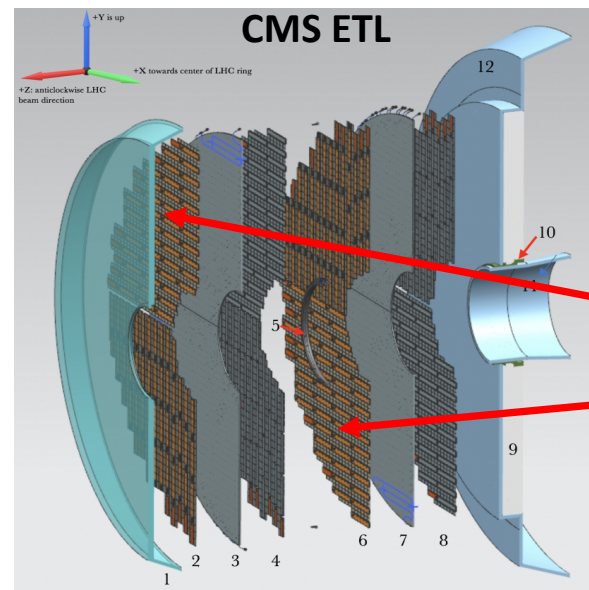 CMS ETL
+Y is up
+X towards center of LHC ring
+Z: anticlockwise LHC
beam direction
12
10
11
5
9
1
2
3
4
6
7
8